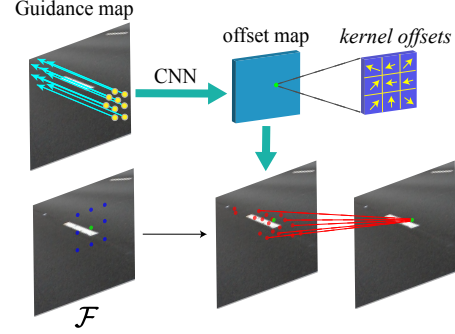 Guidance map
offset map
kernel offsets
CNN
𝓕